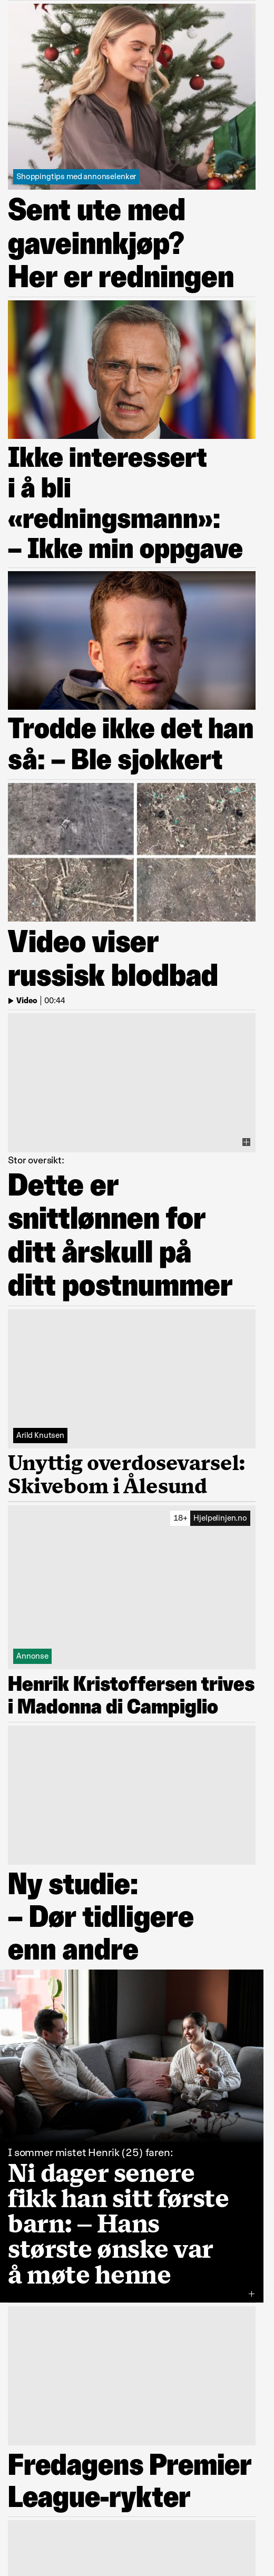 Shoppingtips med annonselenker
Sent ute med
gaveinnkjøp?
Her er redningen
Ikke interessert
i å bli
«redningsmann»:
– Ikke min oppgave
Trodde ikke det han
så: – Ble sjokkert
Video viser
russisk blodbad
Video | 00:44
Stor oversikt:
Dette er
snittlønnen for
ditt årskull på
ditt postnummer
Arild Knutsen
Unyttig overdosevarsel:
Skivebom i Ålesund
18+ Hjelpelinjen.no
Annonse
Henrik Kristoffersen trives
i Madonna di Campiglio
Ny studie:
– Dør tidligere
enn andre
I sommer mistet Henrik (25) faren:
Ni dager senere
fikk han sitt første
barn: – Hans
største ønske var
å møte henne
Fredagens Premier
League-rykter